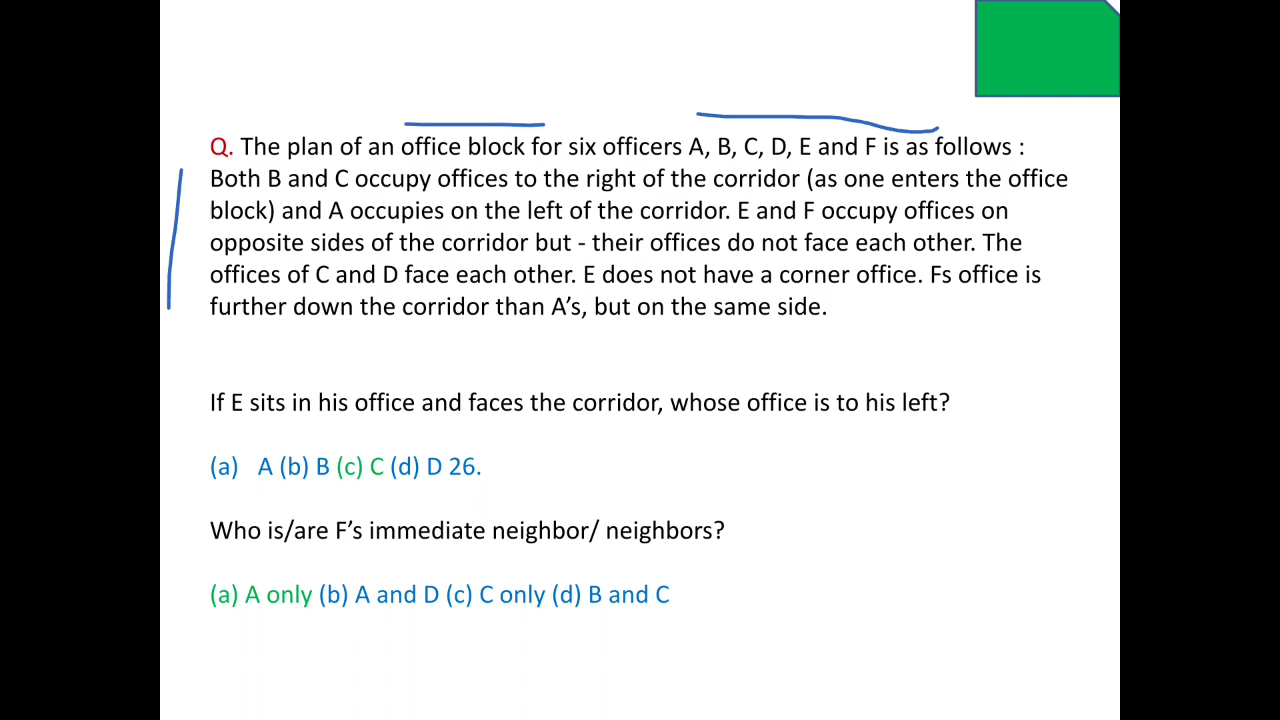 Q. The plan of an office block for six officers A, B, C, D, E and F is as follows :
Both B and C occupy offices to the right of the corridor (as one enters the office
block) and A occupies on the left of the corridor. E and F occupy offices on
opposite sides of the corridor but - their offices do not face each other. The
offices of C and D face each other. E does not have a corner office. Fs office is
further down the corridor than A’s, but on the same side.
If E sits in his office and faces the corridor, whose office is to his left?
(a) A (b) B (c) C (d) D 26.
Who is/are F’s immediate neighbor/ neighbors?
(a) A only (b) A and D (c) C only (d) B and C